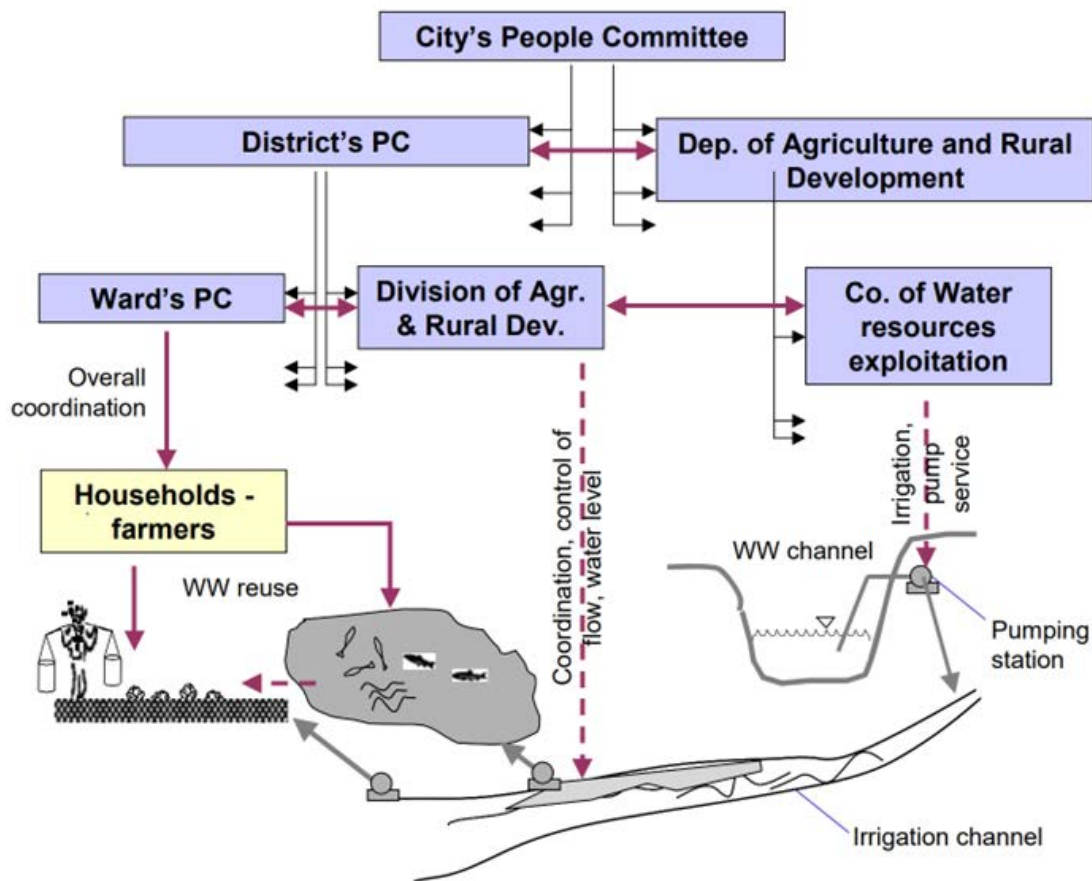 City's People Committee
District's PC
Dep. of Agriculture and Rural
Development
Ward's PC
Division of Agr.
& Rural Dev.
Co. of Water
resources
exploitation
Overall
coordination
Households -
farmers
WW reuse
Coordination, control of
flow, water level
Irrigation,
pump
service
WW channel
Pumping
station
Irrigation channel